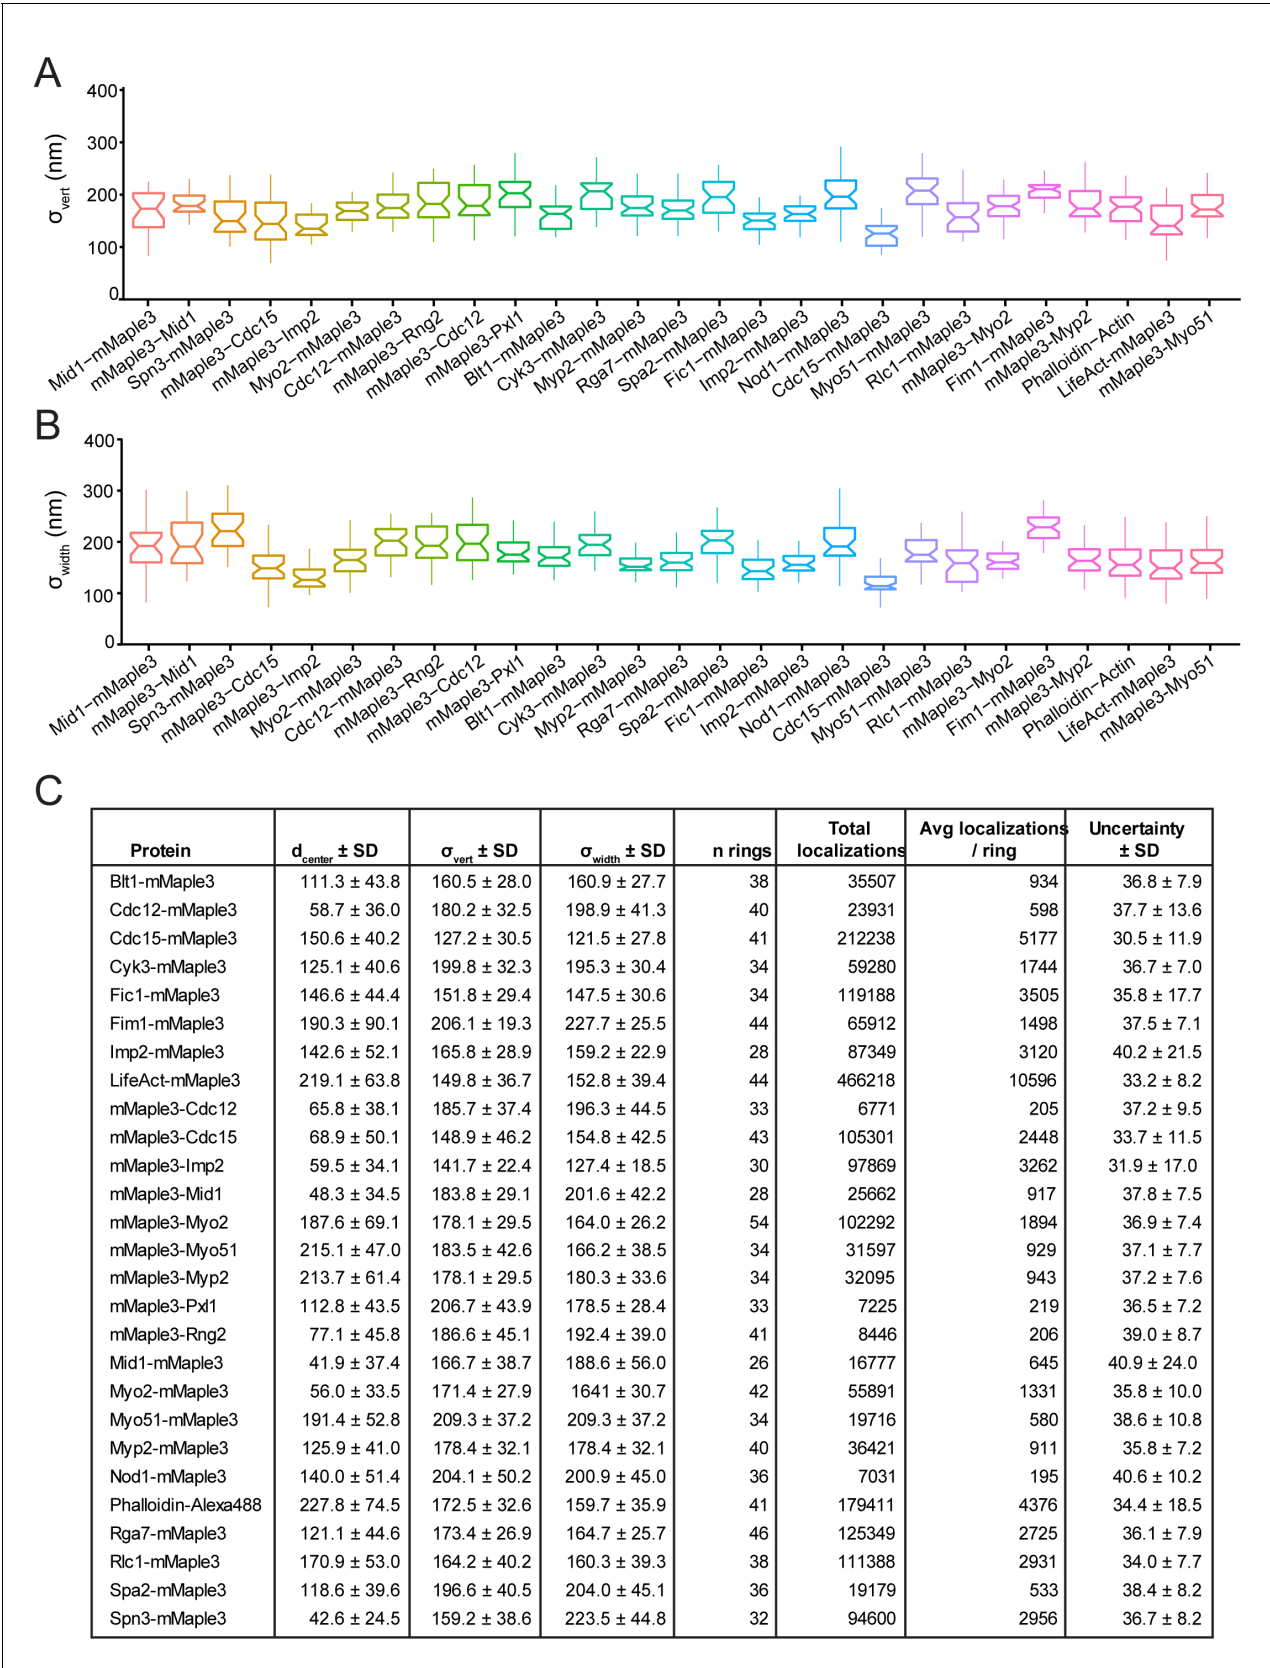 A
400
300
200
100
0
σvert (nm)
Mid1–mMaple3
mMaple3–Mid1
Spn3–mMaple3
mMaple3–Cdc15
mMaple3–Imp2
Myo2–mMaple3
Cdc12–mMaple3
mMaple3–Rng2
mMaple3–Cdc12
mMaple3–Pxl1
Blt1–mMaple3
Cyk3–mMaple3
Myp2–mMaple3
Rga7–mMaple3
Spa2–mMaple3
Fic1–mMaple3
Imp2–mMaple3
Nod1–mMaple3
Cdc15–mMaple3
Myo51–mMaple3
Rlc1–mMaple3
mMaple3–Myo2
Fim1–mMaple3
mMaple3–Myp2
Phalloidin–Actin
LifeAct-mMaple3
mMaple3–Myo51
B
400
300
200
100
0
σwidth (nm)
Mid1–mMaple3
mMaple3–Mid1
Spn3–mMaple3
mMaple3–Cdc15
mMaple3–Imp2
Myo2–mMaple3
Cdc12–mMaple3
mMaple3–Rng2
mMaple3–Cdc12
mMaple3–Pxl1
Blt1–mMaple3
Cyk3–mMaple3
Myp2–mMaple3
Rga7–mMaple3
Spa2–mMaple3
Fic1–mMaple3
Imp2–mMaple3
Nod1–mMaple3
Cdc15–mMaple3
Myo51–mMaple3
Rlc1–mMaple3
mMaple3–Myo2
Fim1–mMaple3
mMaple3–Myp2
Phalloidin–Actin
LifeAct-mMaple3
mMaple3–Myo51
C
Protein dcenter ± SD σvert ± SD σwidth ± SD n rings Total localizations Avg localizations / ring Uncertainty ± SD
Blt1-mMaple3 111.3 ± 43.8 160.5 ± 28.0 160.9 ± 27.7 38 35507 934 36.8 ± 7.9
Cdc12-mMaple3 58.7 ± 36.0 180.2 ± 32.5 198.9 ± 41.3 40 23931 598 37.7 ± 13.6
Cdc15-mMaple3 150.6 ± 40.2 127.2 ± 30.5 121.5 ± 27.8 41 212238 5177 30.5 ± 11.9
Cyk3-mMaple3 125.1 ± 40.6 199.8 ± 32.3 195.3 ± 30.4 34 59280 1744 36.7 ± 7.0
Fic1-mMaple3 146.6 ± 44.4 151.8 ± 29.4 147.5 ± 30.6 34 119188 3505 35.8 ± 17.7
Fim1-mMaple3 190.3 ± 90.1 206.1 ± 19.3 227.7 ± 25.5 44 65912 1498 37.5 ± 7.1
Imp2-mMaple3 142.6 ± 52.1 165.8 ± 28.9 159.2 ± 22.9 28 87349 3120 40.2 ± 21.5
LifeAct-mMaple3 219.1 ± 63.8 149.8 ± 36.7 152.8 ± 39.4 44 466218 10596 33.2 ± 8.2
mMaple3-Cdc12 65.8 ± 38.1 185.7 ± 37.4 196.3 ± 44.5 33 6771 205 37.2 ± 9.5
mMaple3-Cdc15 68.9 ± 50.1 148.9 ± 46.2 154.8 ± 42.5 43 105301 2448 33.7 ± 11.5
mMaple3-Imp2 59.5 ± 34.1 141.7 ± 22.4 127.4 ± 18.5 30 97869 3262 31.9 ± 17.0
mMaple3-Mid1 48.3 ± 34.5 183.8 ± 29.1 201.6 ± 42.2 28 25662 917 37.8 ± 7.5
mMaple3-Myo2 187.6 ± 69.1 178.1 ± 29.5 164.0 ± 26.2 54 102292 1894 36.9 ± 7.4
mMaple3-Myo51 215.1 ± 47.0 183.5 ± 42.6 166.2 ± 38.5 34 31597 929 37.1 ± 7.7
mMaple3-Myp2 213.7 ± 61.4 178.1 ± 29.5 180.3 ± 33.6 34 32095 943 37.2 ± 7.6
mMaple3-Pxl1 112.8 ± 43.5 206.7 ± 43.9 178.5 ± 28.4 33 7225 219 36.5 ± 7.2
mMaple3-Rng2 77.1 ± 45.8 186.6 ± 45.1 192.4 ± 39.0 41 8446 206 39.0 ± 8.7
Mid1-mMaple3 41.9 ± 37.4 166.7 ± 38.7 188.6 ± 56.0 26 16777 645 40.9 ± 24.0
Myo2-mMaple3 56.0 ± 33.5 171.4 ± 27.9 1641 ± 30.7 42 55891 1331 35.8 ± 10.0
Myo51-mMaple3 191.4 ± 52.8 209.3 ± 37.2 209.3 ± 37.2 34 19716 580 38.6 ± 10.8
Myp2-mMaple3 125.9 ± 41.0 178.4 ± 32.1 178.4 ± 32.1 40 36421 911 35.8 ± 7.2
Nod1-mMaple3 140.0 ± 51.4 204.1 ± 50.2 200.9 ± 45.0 36 7031 195 40.6 ± 10.2
Phalloidin-Alexa488 227.8 ± 74.5 172.5 ± 32.6 159.7 ± 35.9 41 179411 4376 34.4 ± 18.5
Rga7-mMaple3 121.1 ± 44.6 173.4 ± 26.9 164.7 ± 25.7 46 125349 2725 36.1 ± 7.9
Rlc1-mMaple3 170.9 ± 53.0 164.2 ± 40.2 160.3 ± 39.3 38 111388 2931 34.0 ± 7.7
Spa2-mMaple3 118.6 ± 39.6 196.6 ± 40.5 204.0 ± 45.1 36 19179 533 38.4 ± 8.2
Spn3-mMaple3 42.6 ± 24.5 159.2 ± 38.6 223.5 ± 44.8 32 94600 2956 36.7 ± 8.2